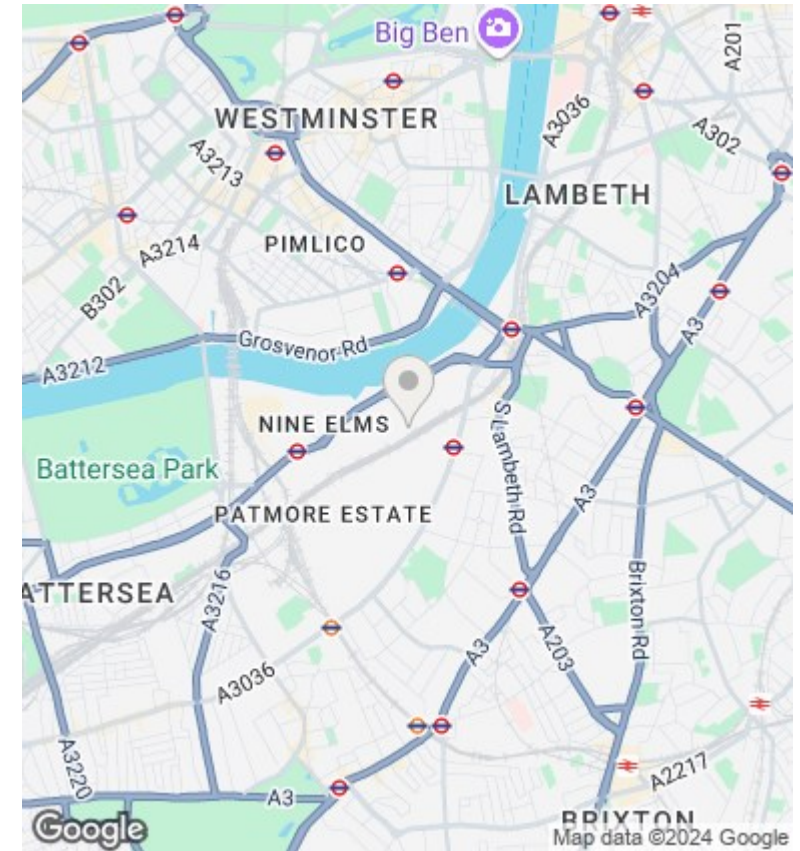 Big Ben
A201
WESTMINSTER
A3036
A302
A3213
LAMBETH
PIMLICO
A3214
B302
A3204
A3
Grosvenor Rd
A3212
NINE ELMS
S Lambeth Rd
Battersea Park
A3
PATMORE ESTATE
ATTERSEA
A3216
Brixton Rd
A3
A203
A3036
A3220
A2217
A3
BRIXTON
Google
Map data ©2024 Google